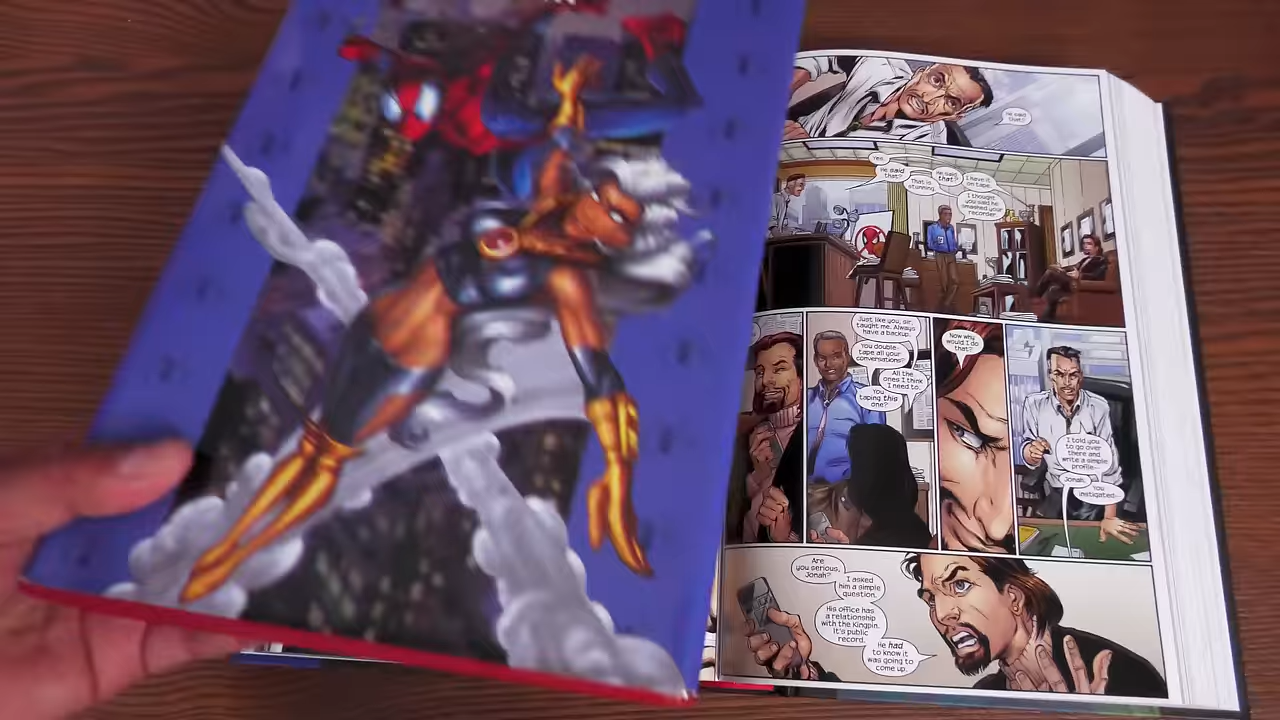 He said
that?
Yes.
He said
that?
That is
stunning.
He said
that?
I have it
on tape.
I thought
you said he
smashed your
recorder.
Just like you, sir,
taught me. Always
have a backup.
You double
tape all your
conversations?
All the
ones I think
I need to.
You
taping this
one?
Now why
would I do
that?
I told you
to go over
there and
write a simple
profile--
Jonah.
You
instigated--
Are
you serious,
Jonah?
I asked
him a simple
question.
His office has
a relationship
with the Kingpin.
It's public
record.
He had
to know it
was going to
come up.